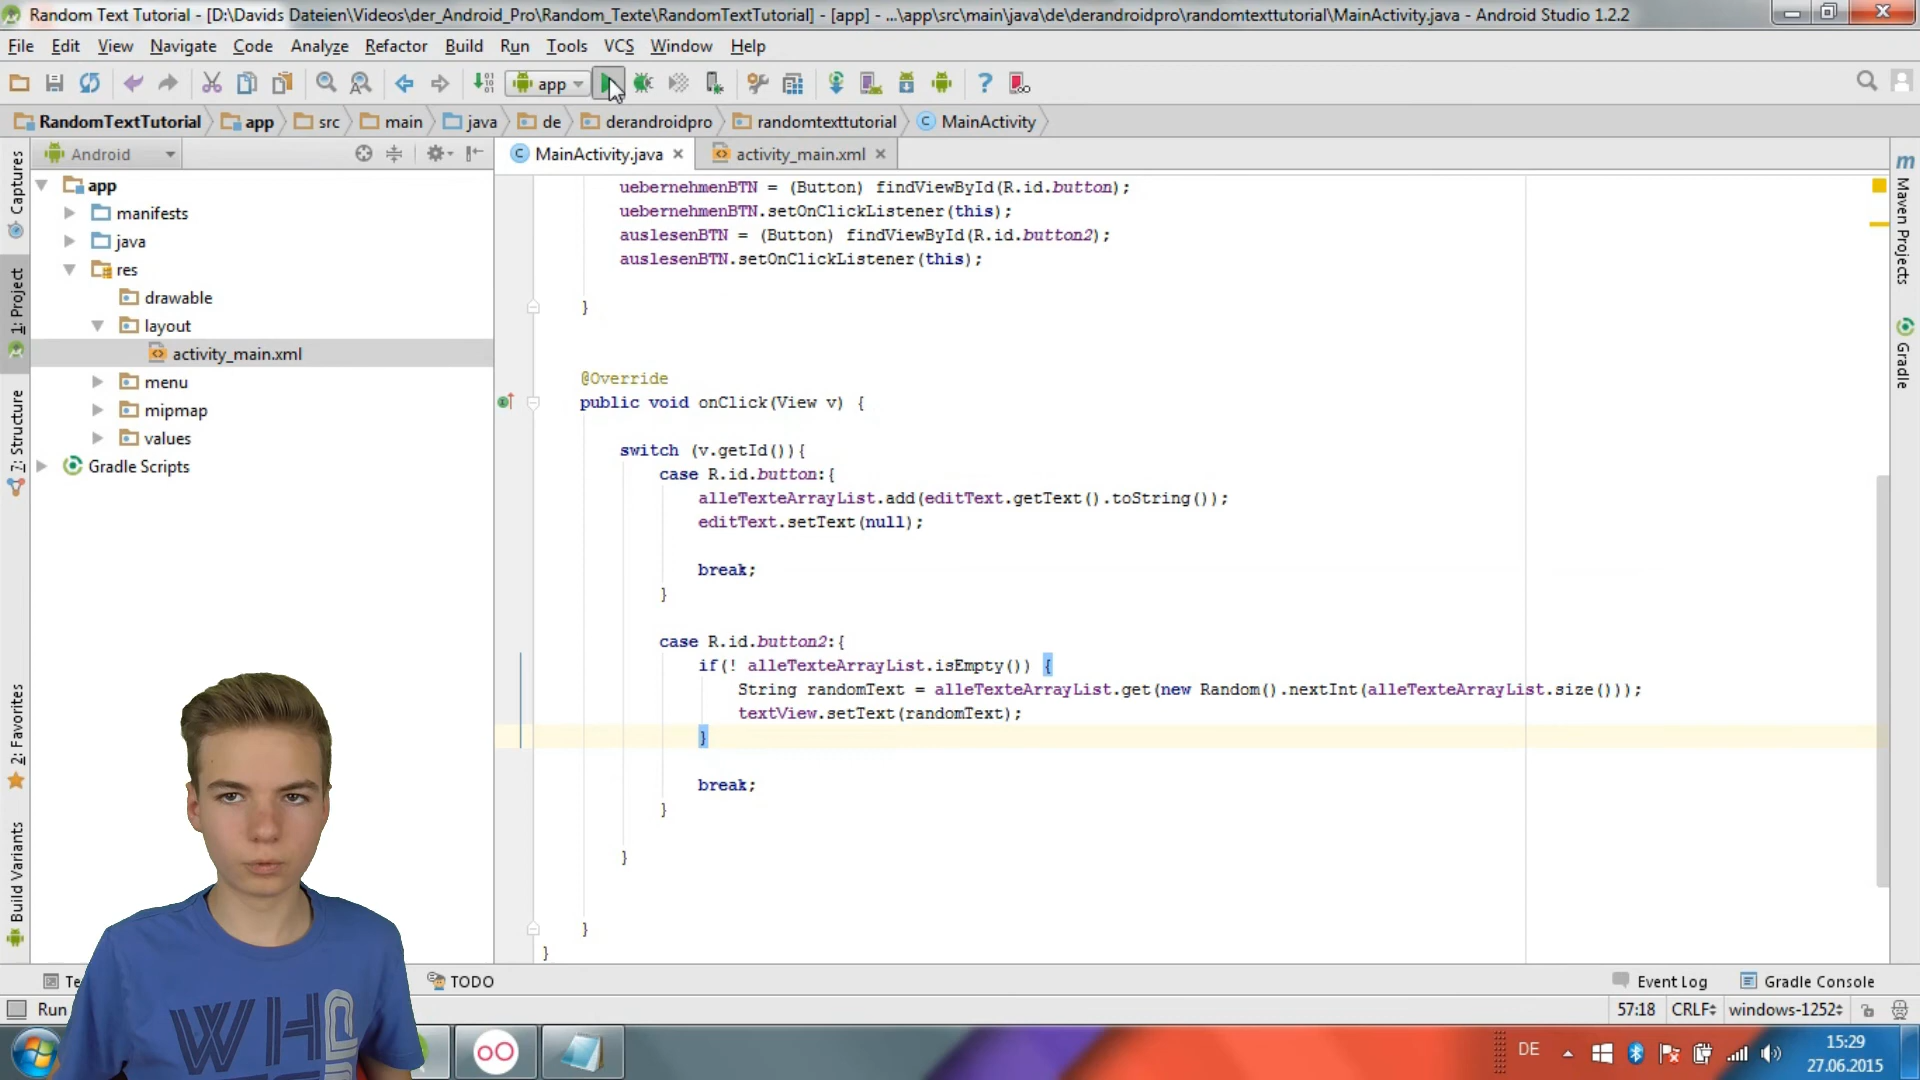 Random Text Tutorial - [D:\Davids Dateien\Videos\der_Android_Pro\Random_Texte\RandomTextTutorial] - [app] - ...\app\src\main\java\de\derandroidpro\randomtexttutorial\MainActivity.java - Android Studio 1.2.2
File Edit View Navigate Code Analyze Refactor Build Run Tools VCS Window Help
app
RandomTextTutorial app src main java de derandroidpro randomtexttutorial MainActivity
Android
MainActivity.java activity_main.xml
Captures
1: Project
7: Structure
2: Favorites
Build Variants
app
manifests
java
res
drawable
layout
activity_main.xml
menu
mipmap
values
Gradle Scripts
uebernehmenBTN = (Button) findViewById(R.id.button);
uebernehmenBTN.setOnClickListener(this);
auslesenBTN = (Button) findViewById(R.id.button2);
auslesenBTN.setOnClickListener(this);
}
@Override
public void onClick(View v) {
switch (v.getId()){
case R.id.button:{
alleTexteArrayList.add(editText.getText().toString());
editText.setText(null);
break;
}
case R.id.button2:{
if(! alleTexteArrayList.isEmpty()) {
String randomText = alleTexteArrayList.get(new Random().nextInt(alleTexteArrayList.size()));
textView.setText(randomText);
}
break;
}
}
}
}
m Maven Projects
Gradle
TODO
Event Log Gradle Console
Run
57:18 CRLF windows-1252
WHO
DE
15:29
27.06.2015